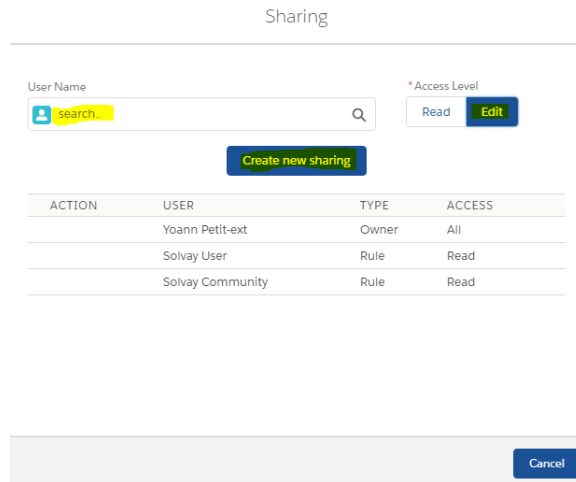 Sharing
User Name
* Access Level
search...
Read Edit
Create new sharing
ACTION USER TYPE ACCESS
Yoann Petit-ext Owner All
Solvay User Rule Read
Solvay Community Rule Read
Cancel